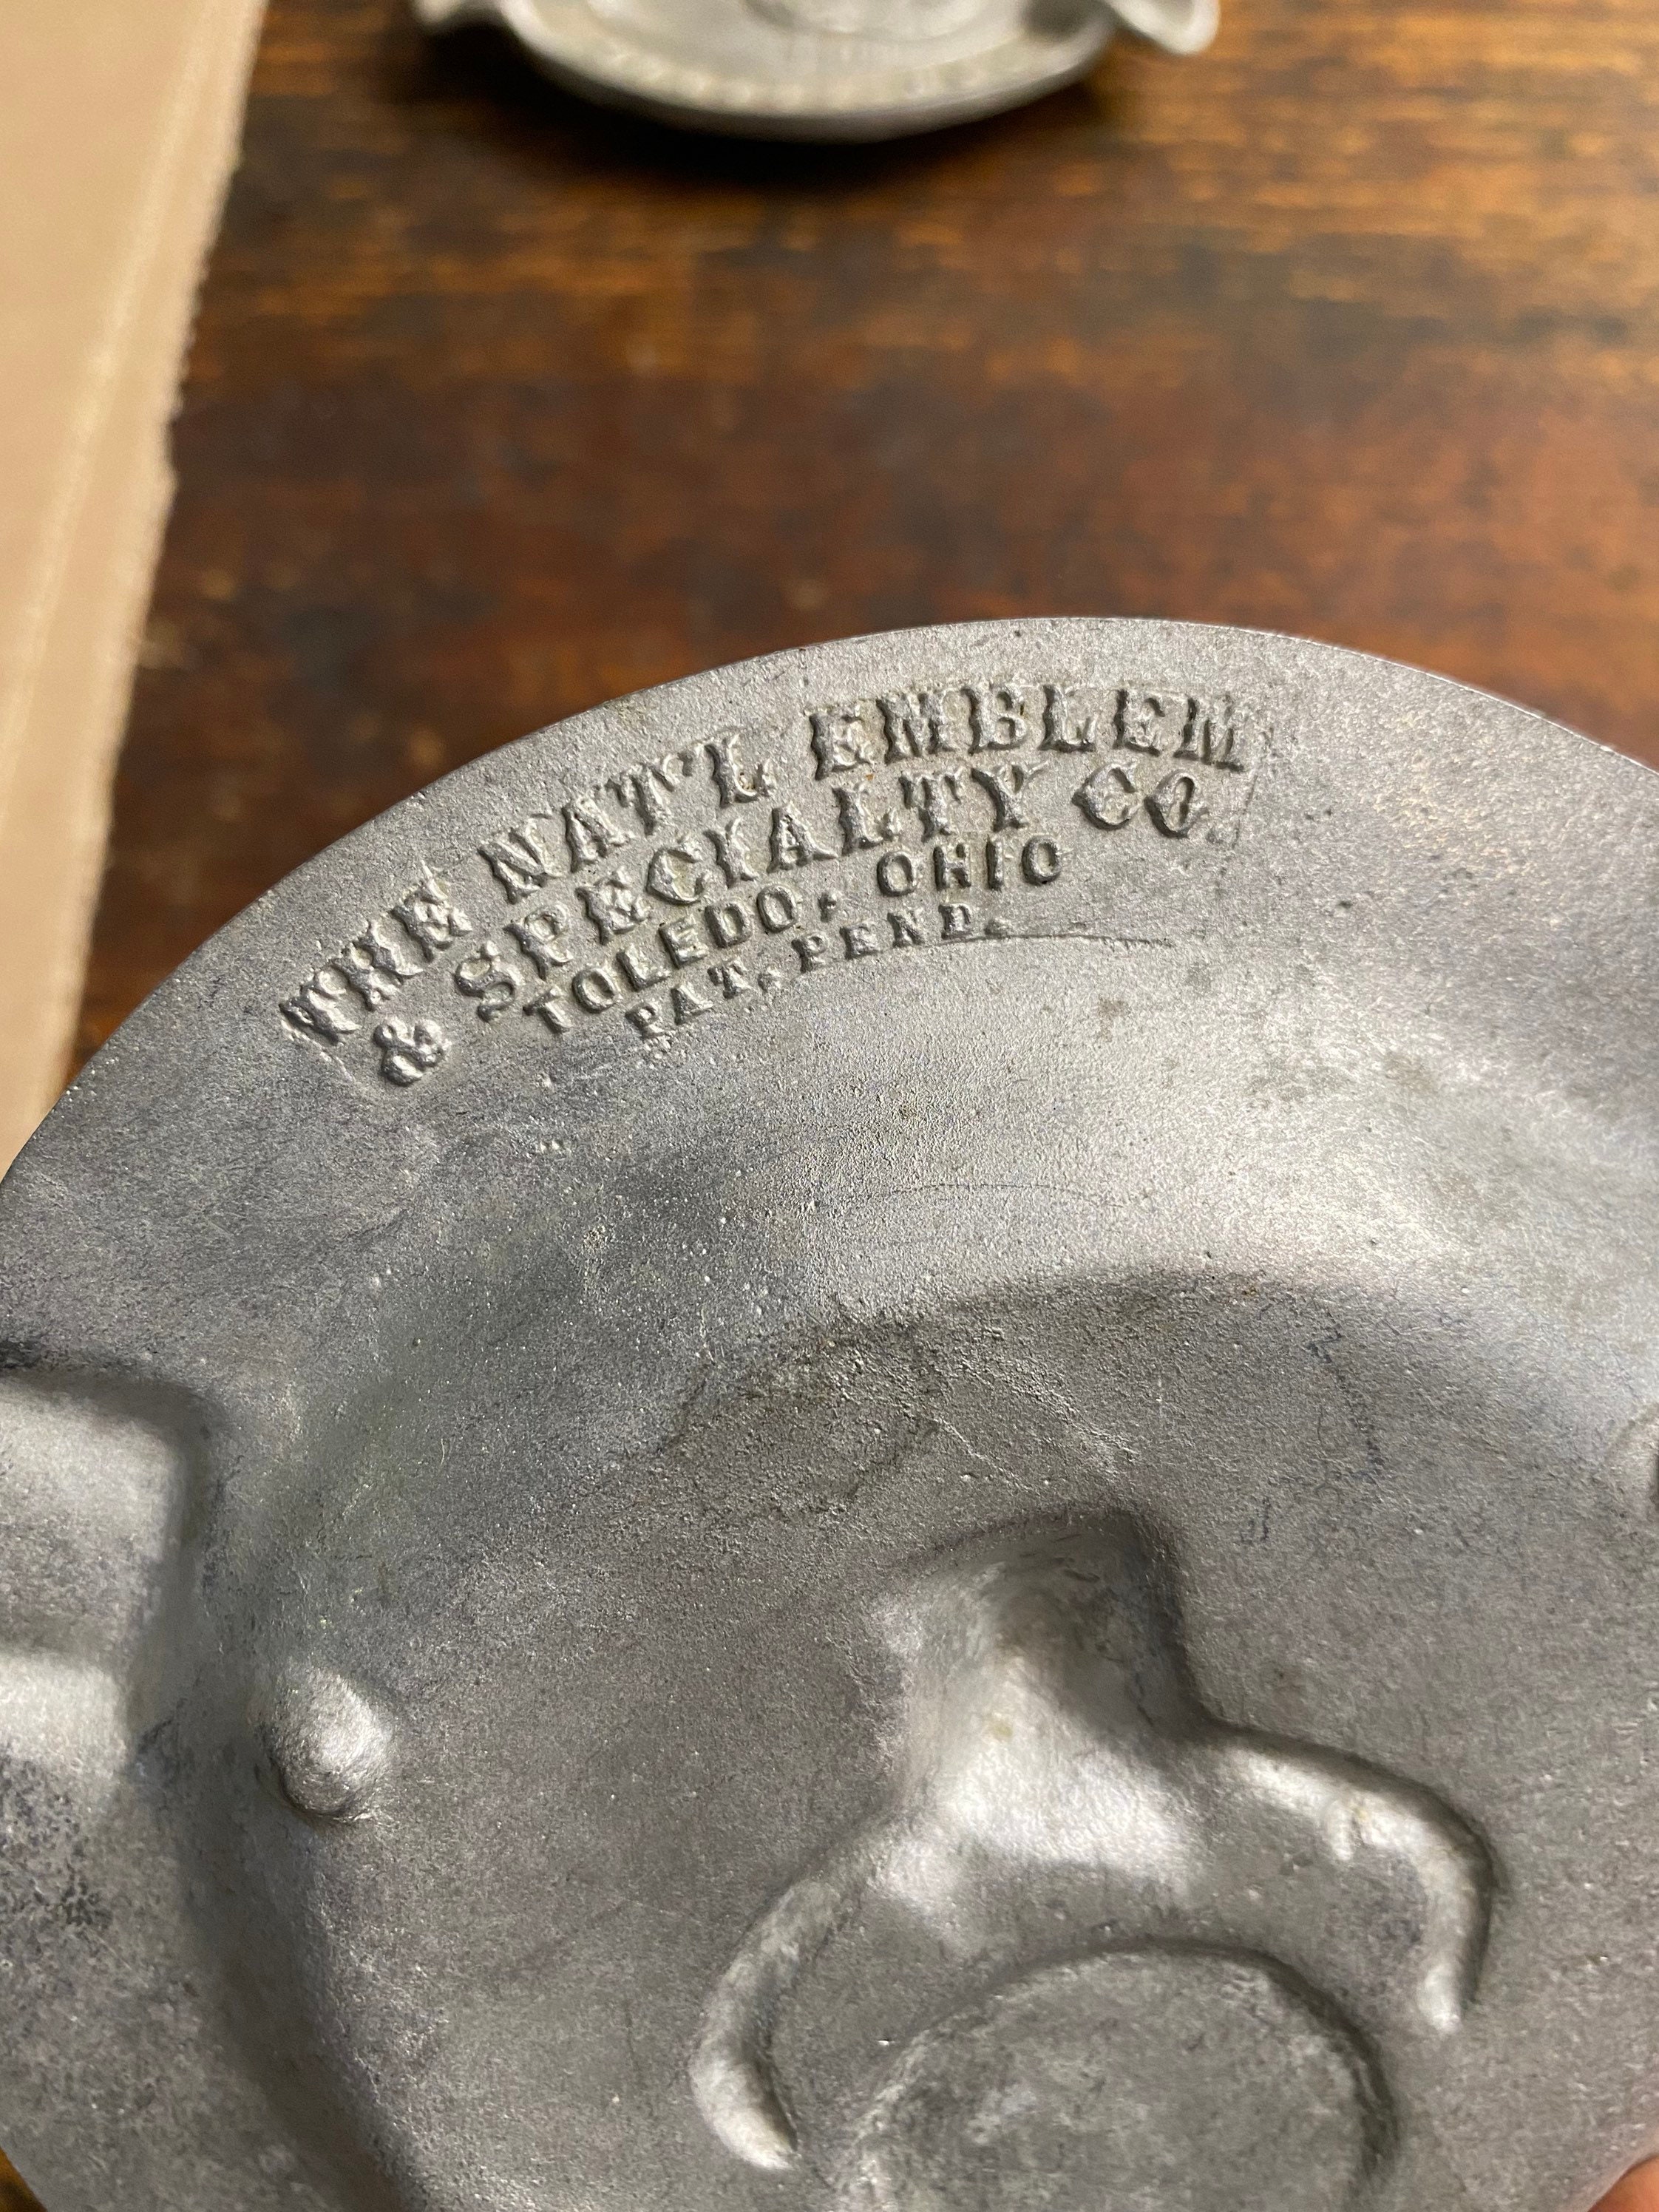 THE NAT'L EMBLEM
& SPECIALTY CO.
TOLEDO, OHIO
PAT. PEND.